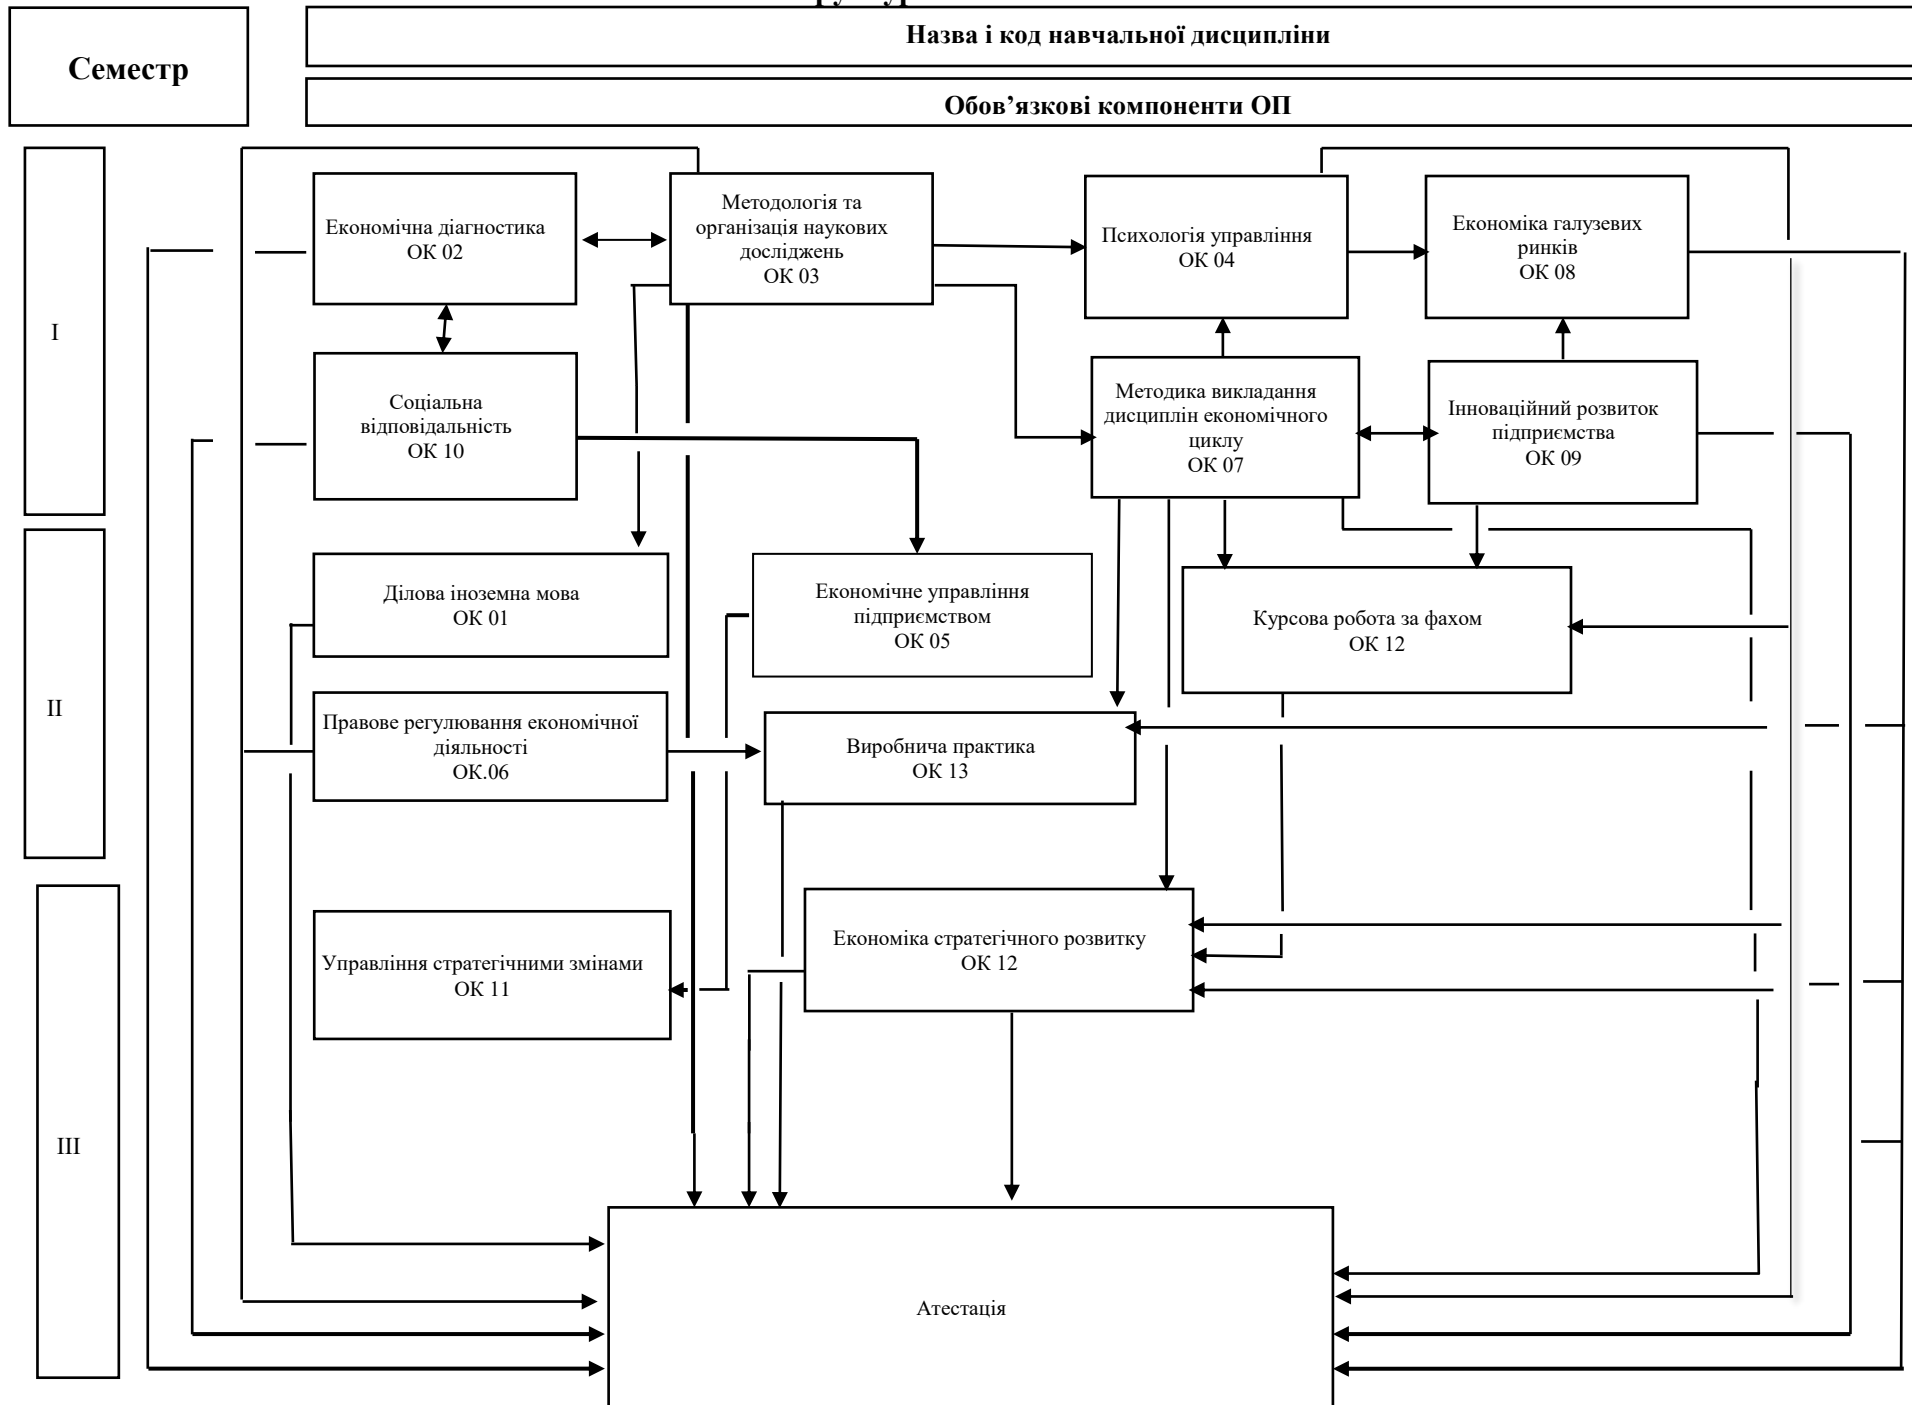 Семестр
Назва і код навчальної дисципліни
Обов’язкові компоненти ОП
I
Економічна діагностика
ОК 02
Методологія та
організація наукових
досліджень
ОК 03
Психологія управління
ОК 04
Економіка галузевих
ринків
ОК 08
Соціальна
відповідальність
ОК 10
Методика викладання
дисциплін економічного
циклу
ОК 07
Інноваційний розвиток
підприємства
ОК 09
II
Ділова іноземна мова
ОК 01
Економічне управління
підприємством
ОК 05
Курсова робота за фахом
ОК 12
Правове регулювання економічної
діяльності
ОК.06
Виробнича практика
ОК 13
III
Управління стратегічними змінами
ОК 11
Економіка стратегічного розвитку
ОК 12
Атестація